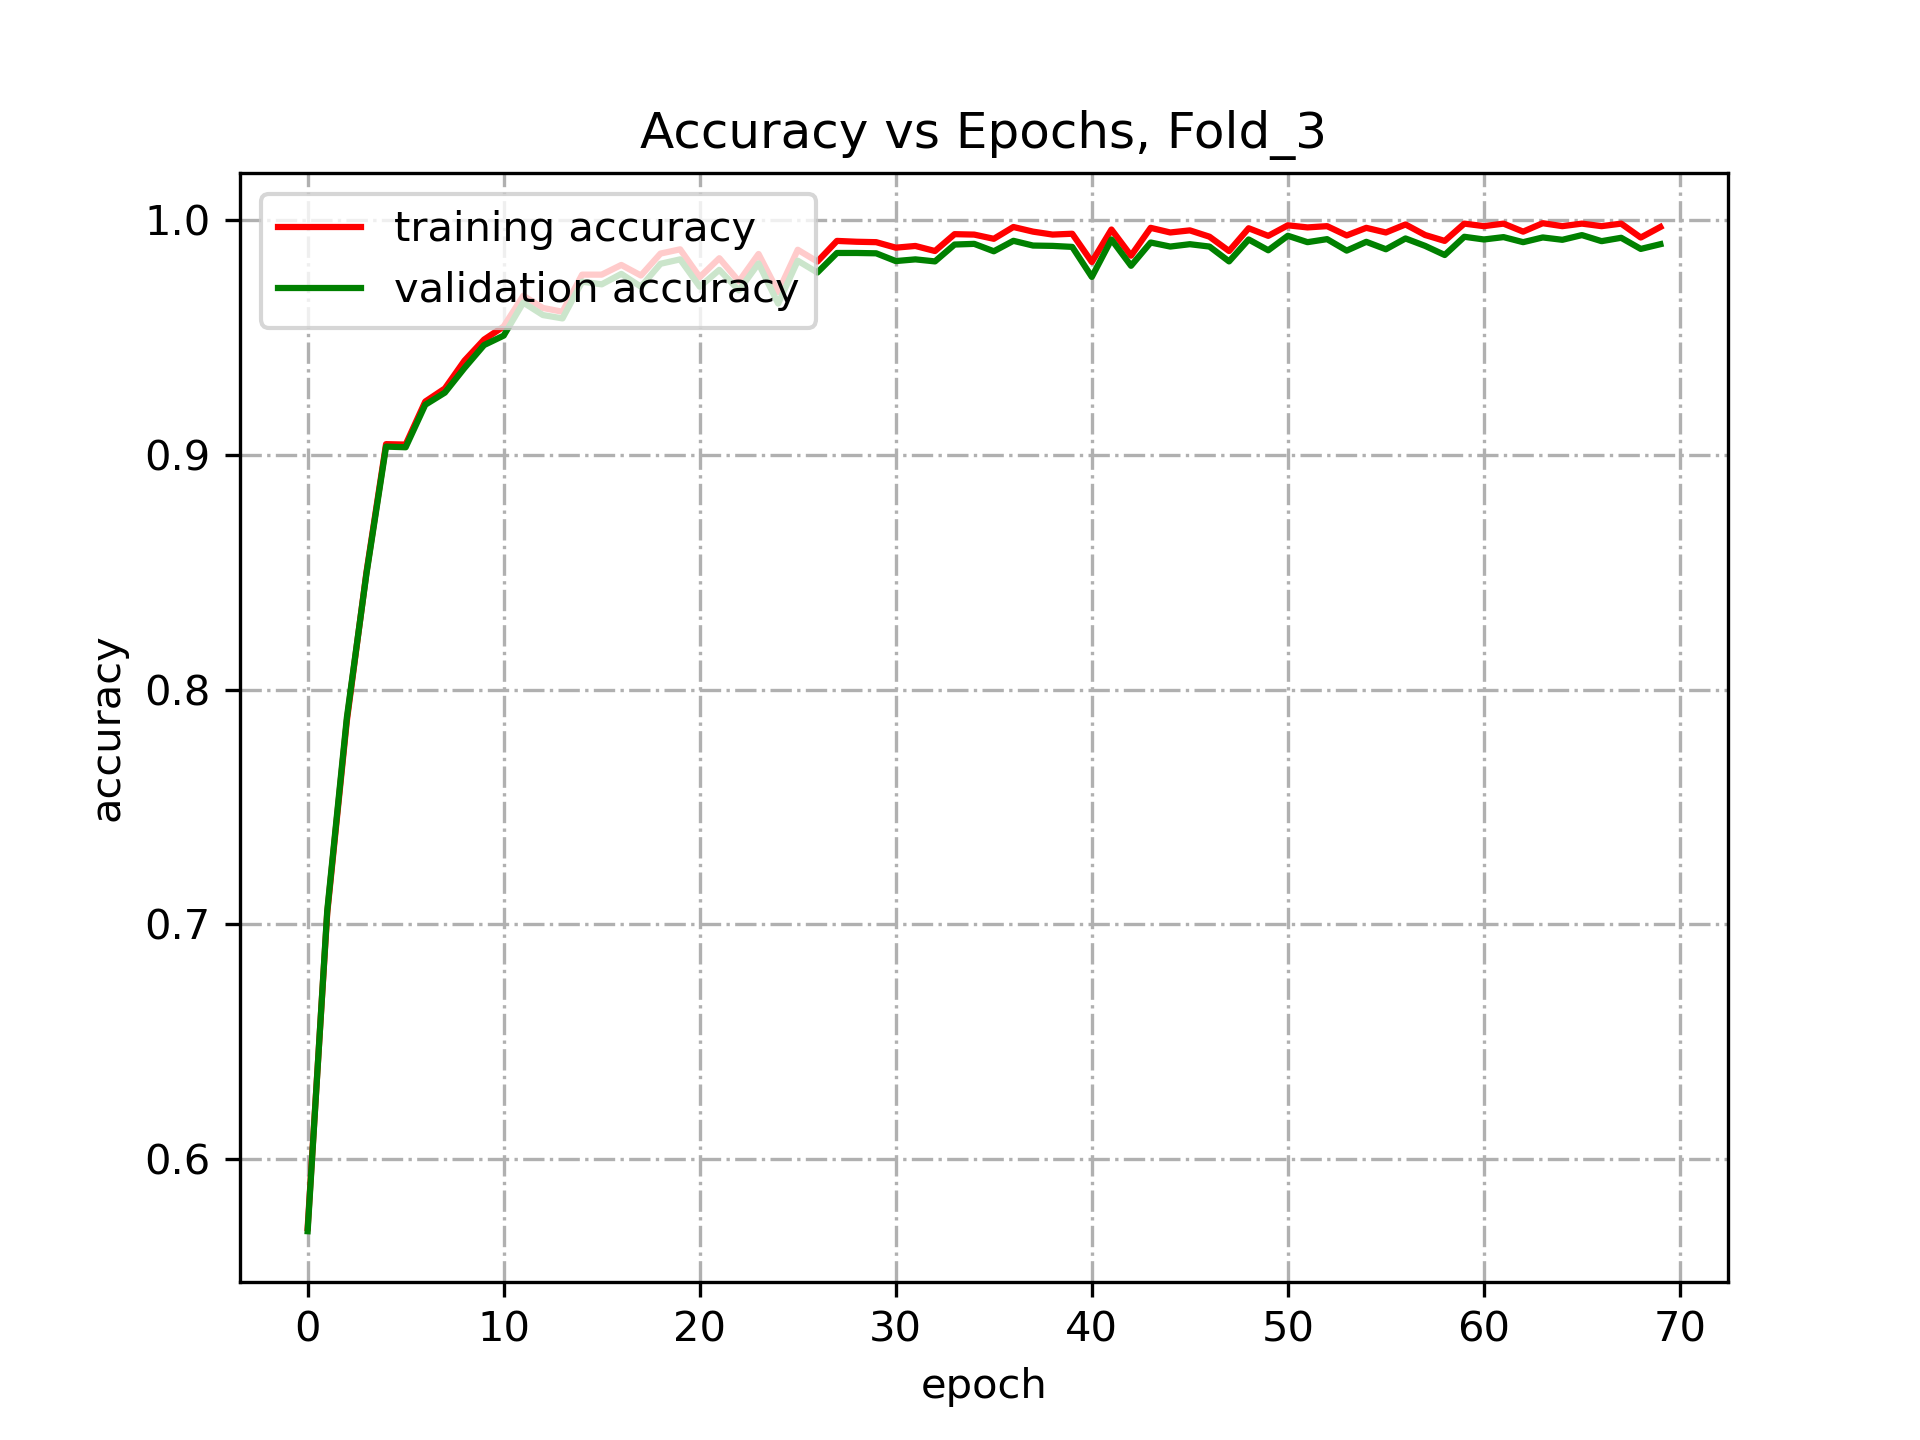 Accuracy vs Epochs, Fold_3
training accuracy
validation accuracy
1.0
0.9
0.8
0.7
0.6
accuracy
0 10 20 30 40 50 60 70
epoch